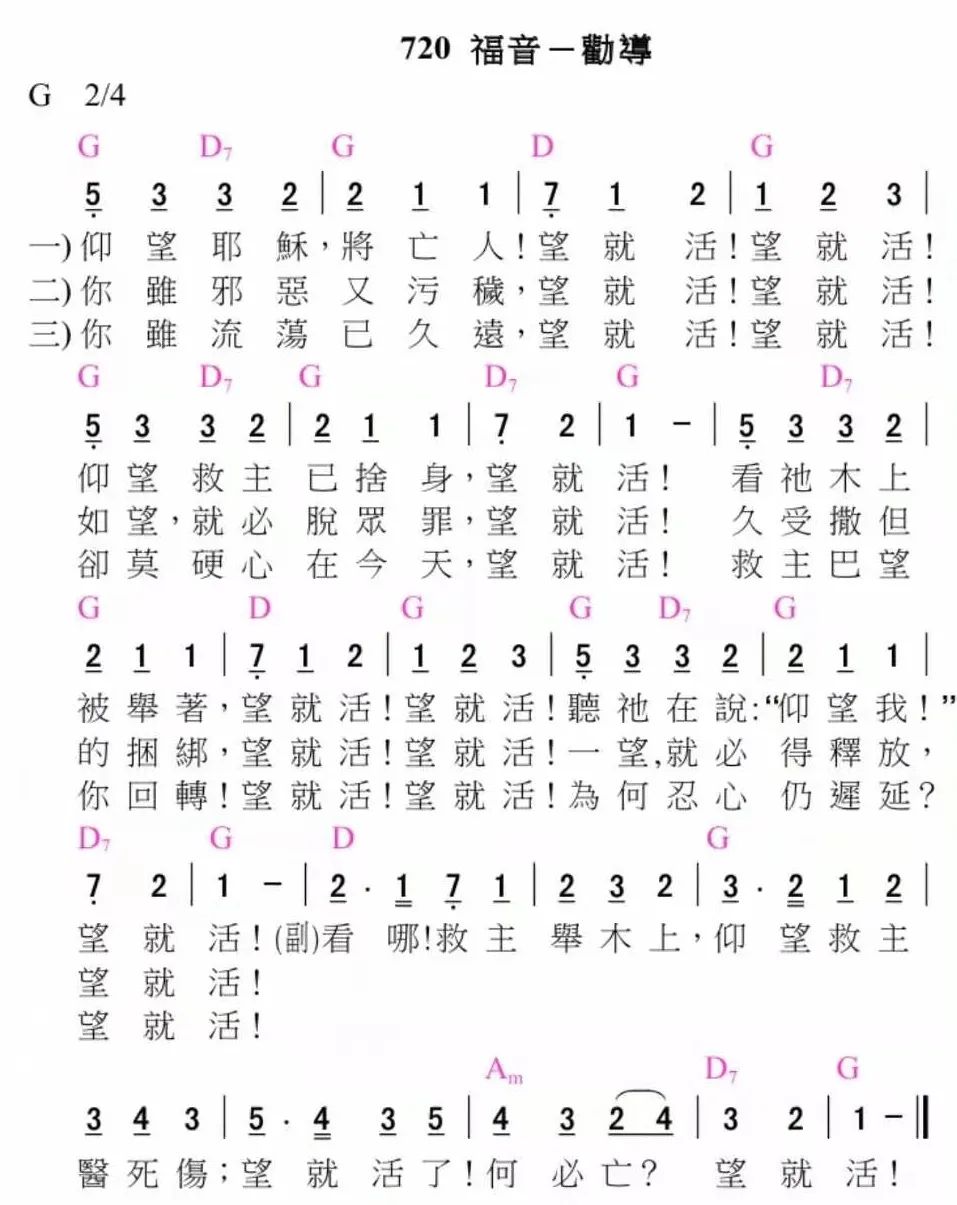 720 福音－勸導
G 2/4
G D7 G D G
5 3 3 2 | 2 1 1 | 7 1 2 | 1 2 3 |
一)仰望耶穌，將亡人！望就活！望就活！
二)你雖邪惡又污穢，望就活！望就活！
三)你雖流蕩已久遠，望就活！望就活！
G D7 G D7 G D7
5 3 3 2 | 2 1 1 | 7 2 | 1 － | 5 3 3 2 |
仰望救主已捨身，望就活！看祂木上
如望，就必脫眾罪，望就活！久受撒但
卻莫硬心在今天，望就活！救主巴望
G D G G D7 G
2 1 1 | 7 1 2 | 1 2 3 | 5 3 3 2 | 2 1 1 |
被舉著，望就活！望就活！聽祂在說:“仰望我！”
的捆綁，望就活！望就活！一望,就必得釋放，
你回轉！望就活！望就活！為何忍心仍遲延？
D7 G D G
7 2 | 1 － | 2 · 1 7 1 | 2 3 2 | 3 · 2 1 2 |
望就活！(副)看哪!救主舉木上，仰望救主
望就活！
望就活！
Am D7 G
3 4 3 | 5 · 4 3 5 | 4 3 2 4 | 3 2 | 1 － ‖
醫死傷；望就活了！何必亡？望就活！